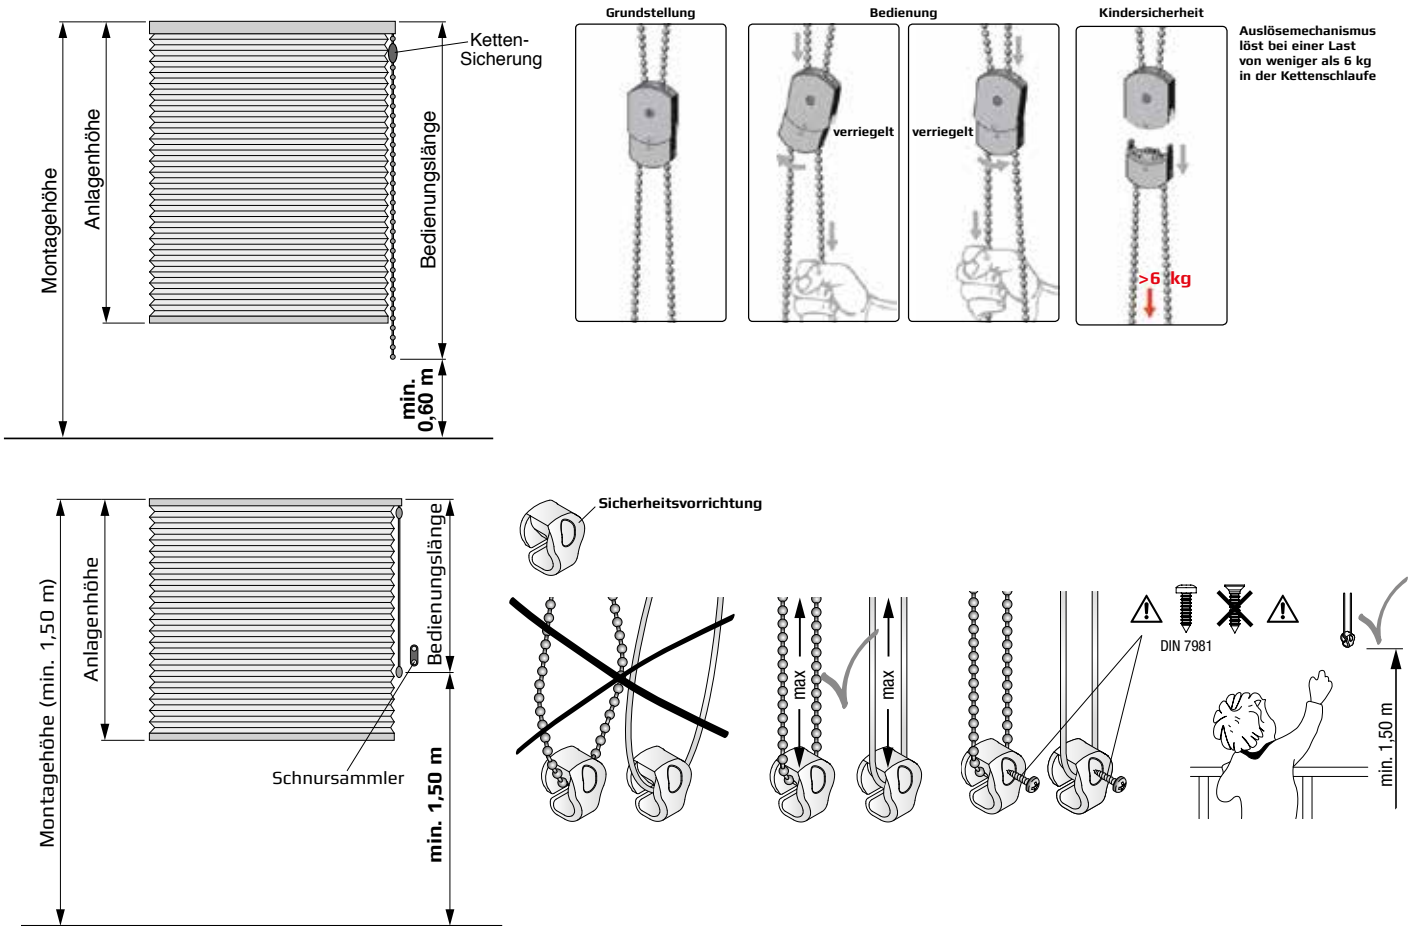 Montagehöhe
Anlagenhöhe
Bedienungslänge
Ketten-
Sicherung
min.
0,60 m
Grundstellung
Bedienung
verriegelt
verriegelt
Kindersicherheit
>6 kg
Auslösemechanismus
löst bei einer Last
von weniger als 6 kg
in der Kettenschlaufe
Montagehöhe (min. 1,50 m)
Anlagenhöhe
Bedienungslänge
Schnursammler
min. 1,50 m
Sicherheitsvorrichtung
max
max
DIN 7981
min. 1,50 m